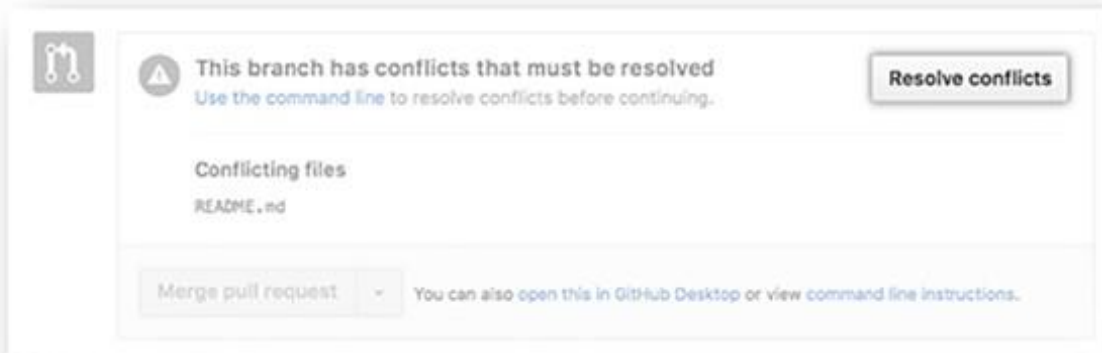 This branch has conflicts that must be resolved
Resolve conflicts
Use the command line to resolve conflicts before continuing.
Conflicting files
README.md
Merge pull request
You can also open this in GitHub Desktop or view command line instructions.